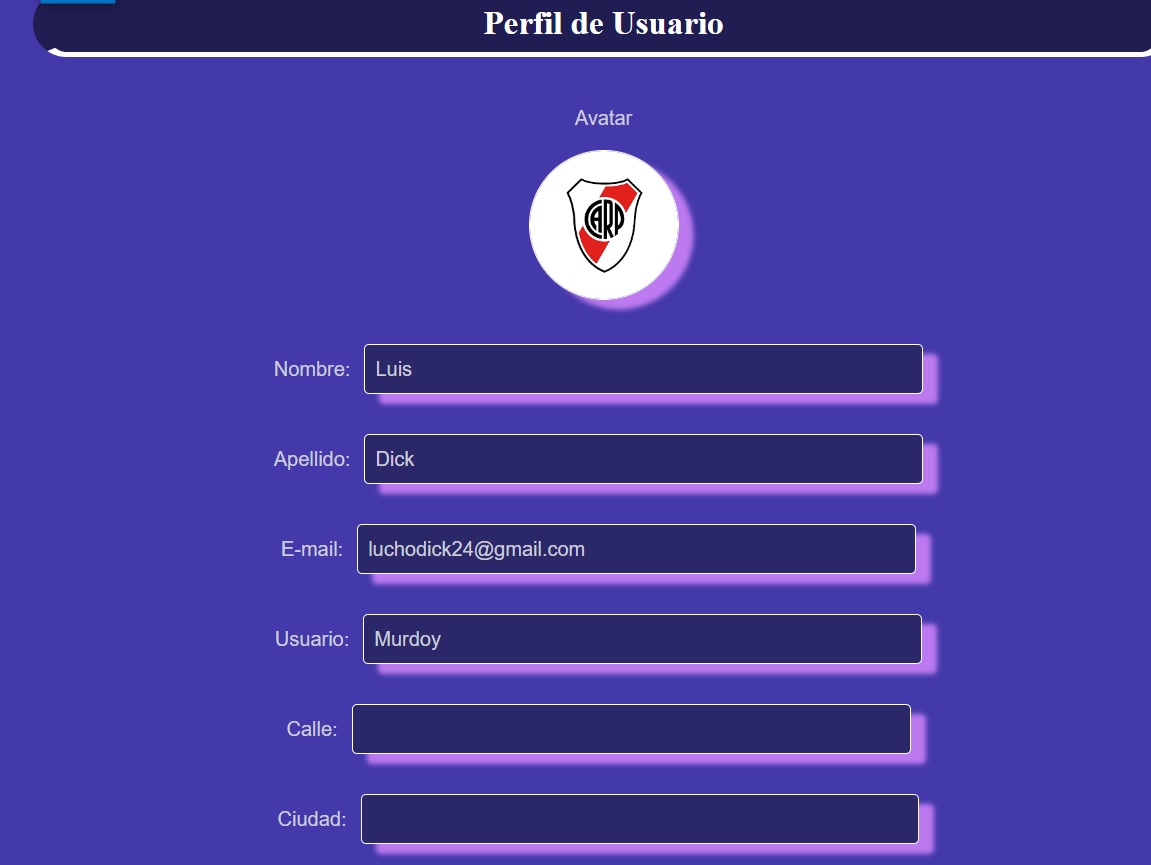 Perfil de Usuario
Avatar
CARP
Nombre: Luis
Apellido: Dick
E-mail: luchodick24@gmail.com
Usuario: Murdoy
Calle:
Ciudad: